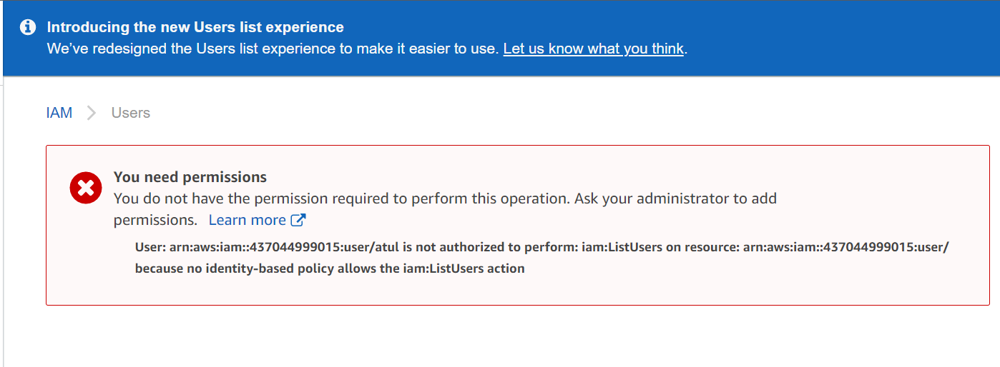 Introducing the new Users list experience
We’ve redesigned the Users list experience to make it easier to use. Let us know what you think.
IAM > Users
You need permissions
You do not have the permission required to perform this operation. Ask your administrator to add
permissions. Learn more
User: arn:aws:iam::437044999015:user/atul is not authorized to perform: iam:ListUsers on resource: arn:aws:iam::437044999015:user/
because no identity-based policy allows the iam:ListUsers action